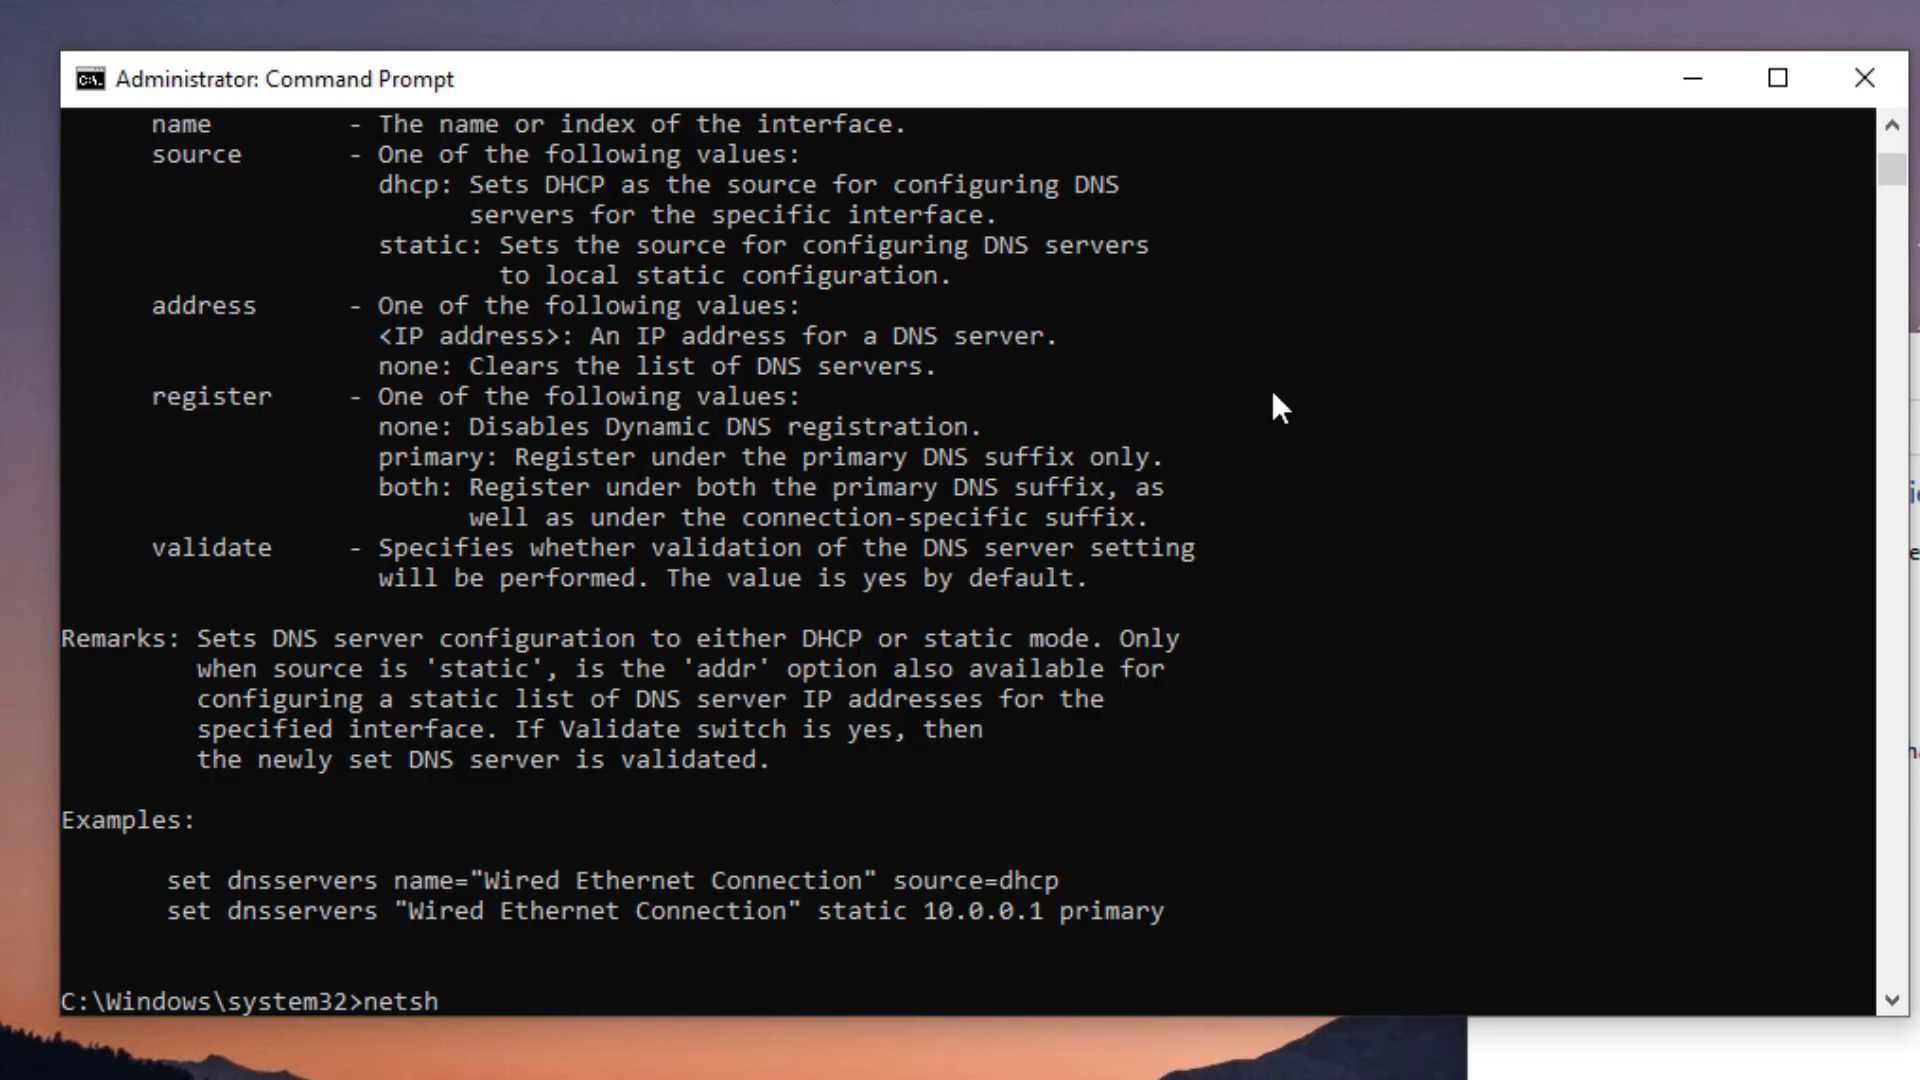 Administrator: Command Prompt
name - The name or index of the interface.
source - One of the following values:
dhcp: Sets DHCP as the source for configuring DNS
servers for the specific interface.
static: Sets the source for configuring DNS servers
to local static configuration.
address - One of the following values:
<IP address>: An IP address for a DNS server.
none: Clears the list of DNS servers.
register - One of the following values:
none: Disables Dynamic DNS registration.
primary: Register under the primary DNS suffix only.
both: Register under both the primary DNS suffix, as
well as under the connection-specific suffix.
validate - Specifies whether validation of the DNS server setting
will be performed. The value is yes by default.
Remarks: Sets DNS server configuration to either DHCP or static mode. Only
when source is 'static', is the 'addr' option also available for
configuring a static list of DNS server IP addresses for the
specified interface. If Validate switch is yes, then
the newly set DNS server is validated.
Examples:
set dnsservers name="Wired Ethernet Connection" source=dhcp
set dnsservers "Wired Ethernet Connection" static 10.0.0.1 primary
C:\Windows\system32>netsh